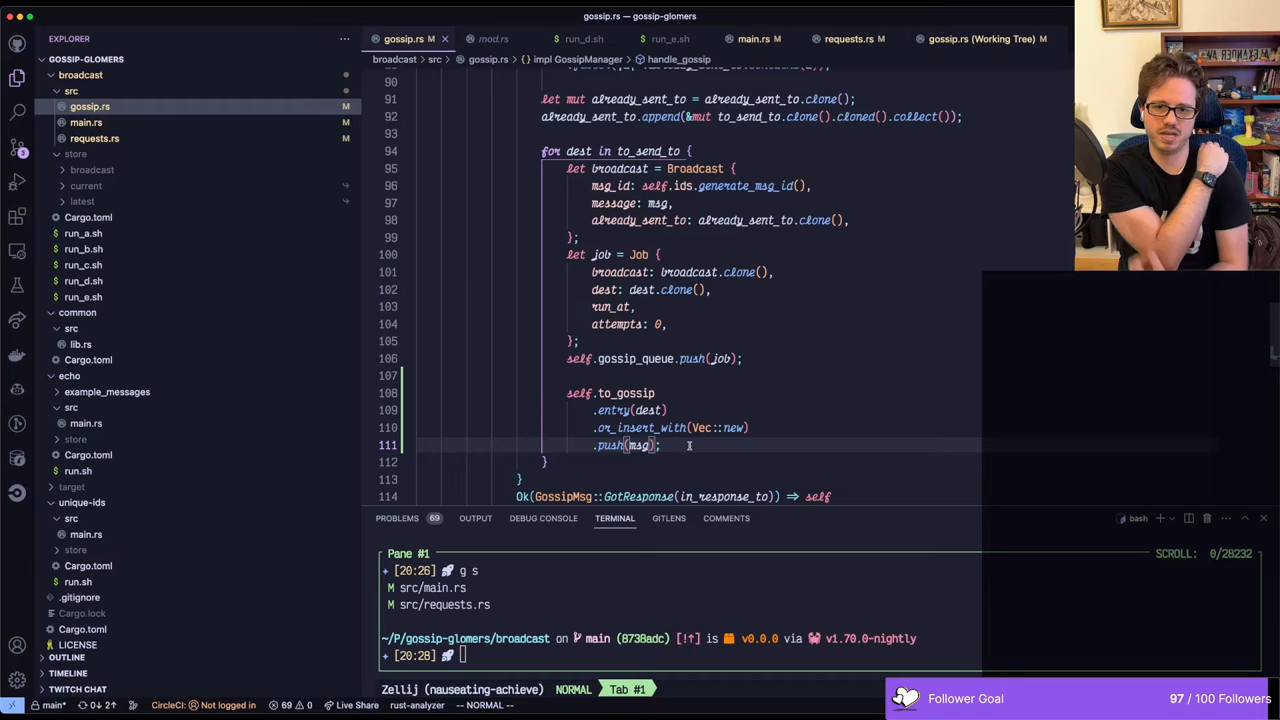 gossip.rs — gossip-glomers
EXPLORER
GOSSIP-GLOMERS
broadcast
src
gossip.rs M
main.rs M
requests.rs M
store
broadcast
current
latest
Cargo.toml
run_a.sh
run_b.sh
run_c.sh
run_d.sh
run_e.sh
common
src
lib.rs
Cargo.toml
echo
example_messages
src
main.rs
store
Cargo.toml
run.sh
target
unique-ids
src
main.rs
store
Cargo.toml
run.sh
.gitignore
Cargo.lock
Cargo.toml
LICENSE
OUTLINE
TIMELINE
TWITCH CHAT
gossip.rs M mod.rs run_d.sh run_e.sh main.rs M requests.rs M gossip.rs (Working Tree) M
broadcast > src > gossip.rs > {} impl GossipManager > handle_gossip
90
91 let mut already_sent_to = already_sent_to.clone();
92 already_sent_to.append(&mut to_send_to.clone().cloned().collect());
93
94 for dest in to_send_to {
95 let broadcast = Broadcast {
96 msg_id: self.ids.generate_msg_id(),
97 message: msg,
98 already_sent_to: already_sent_to.clone(),
99 };
100 let job = Job {
101 broadcast: broadcast.clone(),
102 dest: dest.clone(),
103 run_at,
104 attempts: 0,
105 };
106 self.gossip_queue.push(job);
107
108 self.to_gossip
109 .entry(dest)
110 .or_insert_with(Vec::new)
111 .push(msg);
112 }
113 }
114 Ok(GossipMsg::GotResponse(in_response_to)) => self
PROBLEMS 69 OUTPUT DEBUG CONSOLE TERMINAL GITLENS COMMENTS
bash
Pane #1 SCROLL: 0/28232
[20:26] g s
M src/main.rs
M src/requests.rs
~/P/gossip-glomers/broadcast on main (8738adc) [!↑] is v0.0.0 via v1.70.0-nightly
[20:28]
Zellij (nauseating-achieve) NORMAL Tab #1
main* 0↓ 2↑ CircleCI: Not logged in 69 0 Live Share rust-analyzer -- NORMAL --
Follower Goal 97 / 100 Followers